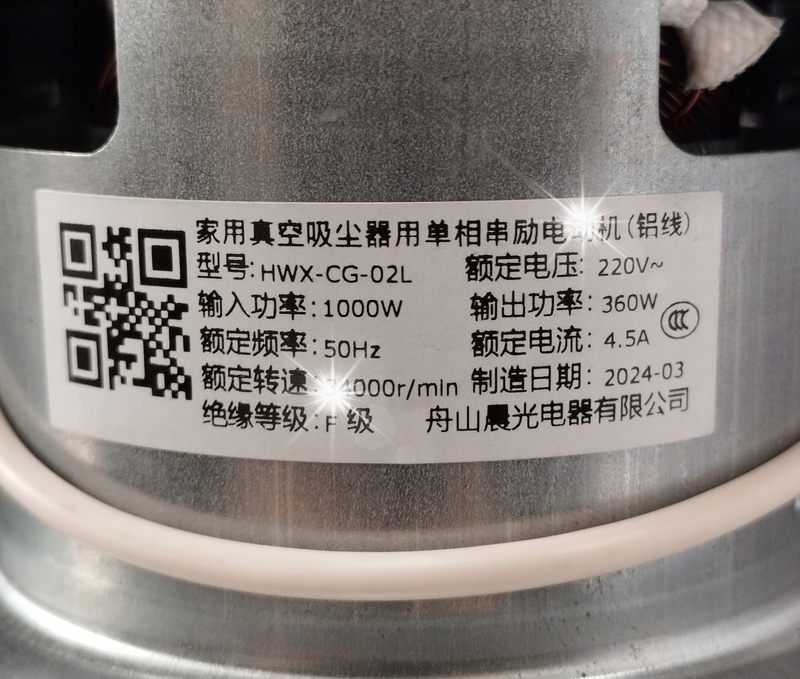 家用真空吸尘器用单相串励电动机(铝线)
型号:HWX-CG-02L 额定电压: 220V~
输入功率:1000W 输出功率: 360W
额定频率:50Hz 额定电流: 4.5A
额定转速: 制造日期: 2024-03
绝缘等级:F 级 舟山晨光电器有限公司
CCC